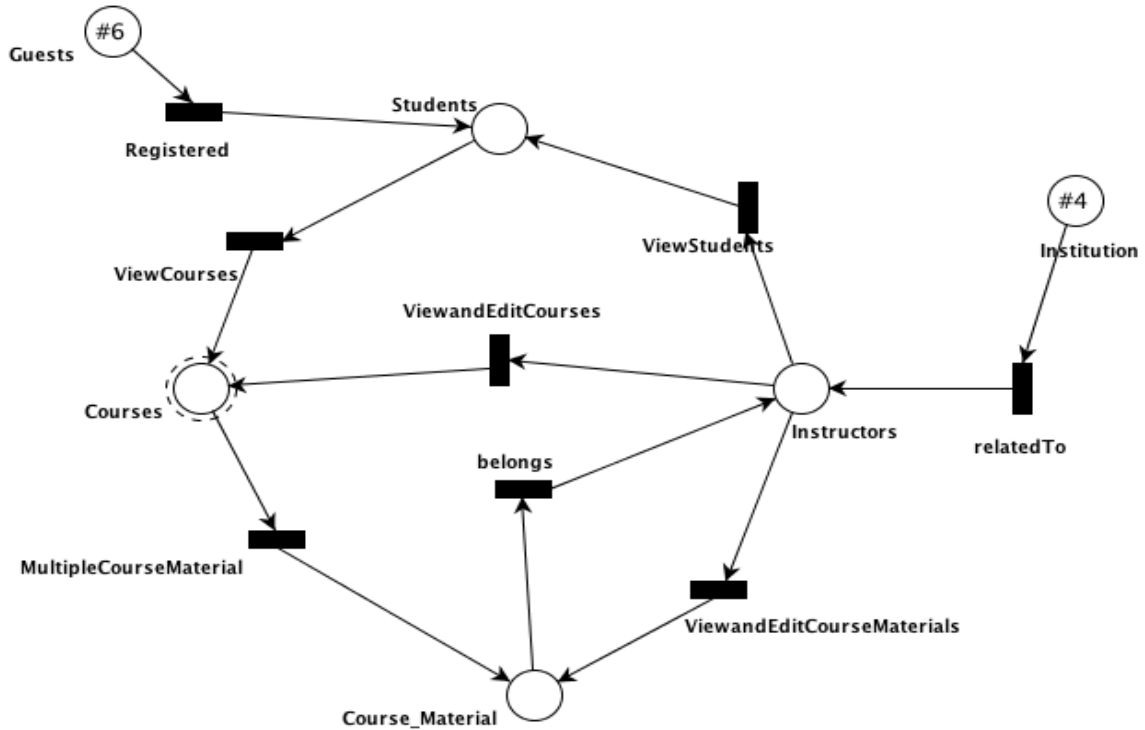 #6
Guests
Students
Registered
#4
ViewStudents
Institution
ViewCourses
ViewandEditCourses
Courses
Instructors
relatedTo
belongs
MultipleCourseMaterial
ViewandEditCourseMaterials
Course_Material